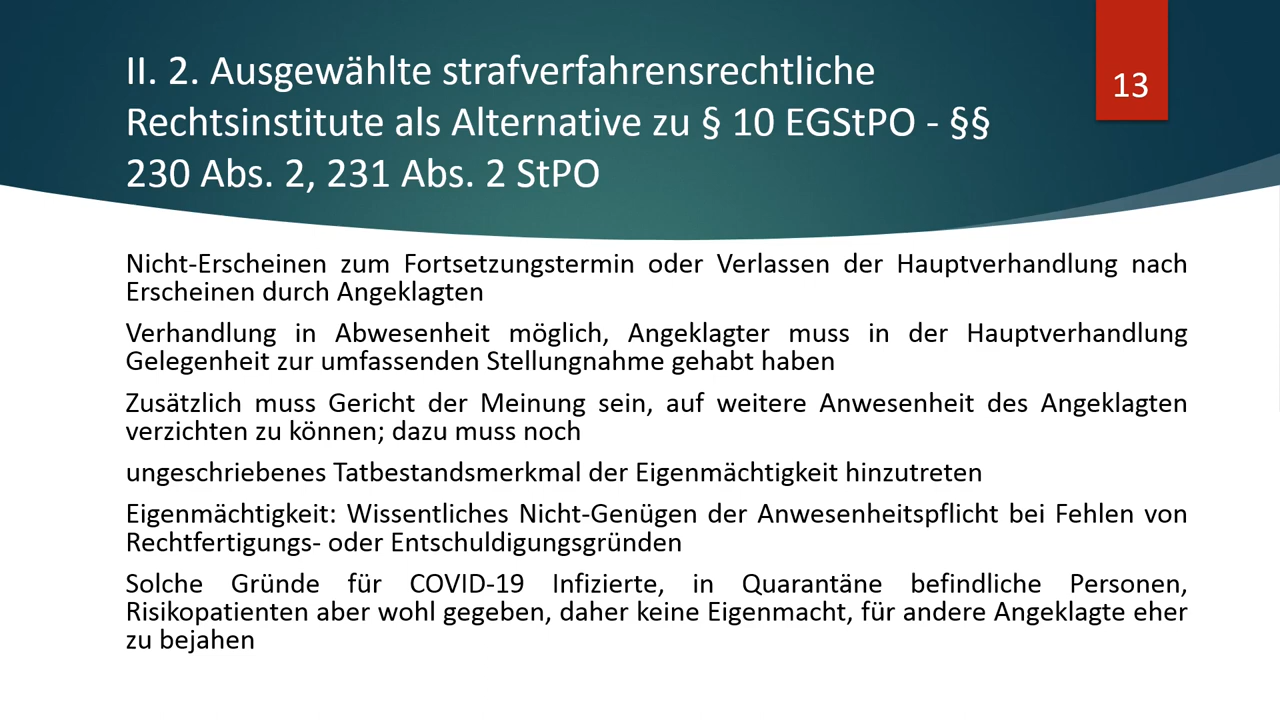 II. 2. Ausgewählte strafverfahrensrechtliche
Rechtsinstitute als Alternative zu § 10 EGStPO - §§
230 Abs. 2, 231 Abs. 2 StPO
13
Nicht-Erscheinen zum Fortsetzungstermin oder Verlassen der Hauptverhandlung nach
Erscheinen durch Angeklagten
Verhandlung in Abwesenheit möglich, Angeklagter muss in der Hauptverhandlung
Gelegenheit zur umfassenden Stellungnahme gehabt haben
Zusätzlich muss Gericht der Meinung sein, auf weitere Anwesenheit des Angeklagten
verzichten zu können; dazu muss noch
ungeschriebenes Tatbestandsmerkmal der Eigenmächtigkeit hinzutreten
Eigenmächtigkeit: Wissentliches Nicht-Genügen der Anwesenheitspflicht bei Fehlen von
Rechtfertigungs- oder Entschuldigungsgründen
Solche Gründe für COVID-19 Infizierte, in Quarantäne befindliche Personen,
Risikopatienten aber wohl gegeben, daher keine Eigenmacht, für andere Angeklagte eher
zu bejahen